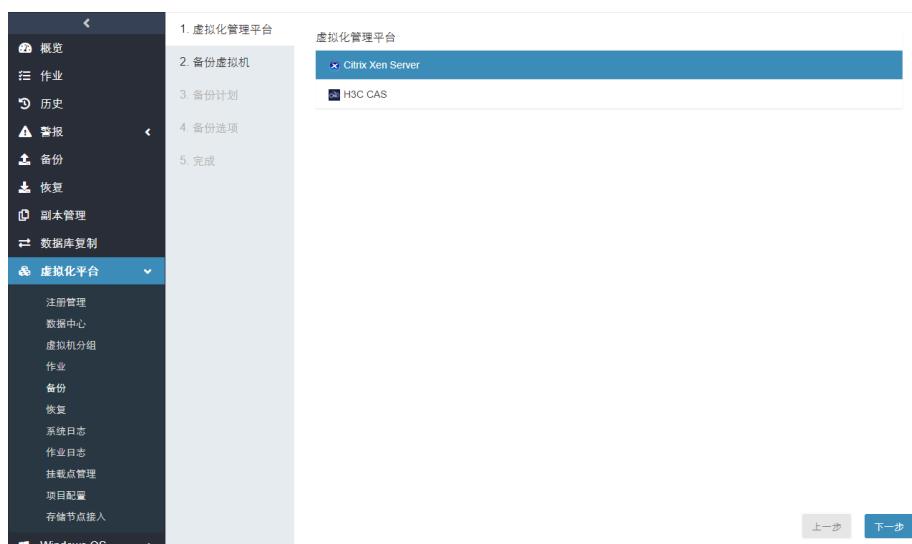 概览
作业
历史
警报
备份
恢复
副本管理
数据库复制
虚拟化平台
注册管理
数据中心
虚拟机分组
作业
备份
恢复
系统日志
作业日志
挂载点管理
项目配置
存储节点接入
Windows OS
1. 虚拟化管理平台
2. 备份虚拟机
3. 备份计划
4. 备份选项
5. 完成
虚拟化管理平台
Citrix Xen Server
H3C CAS
上一步
下一步